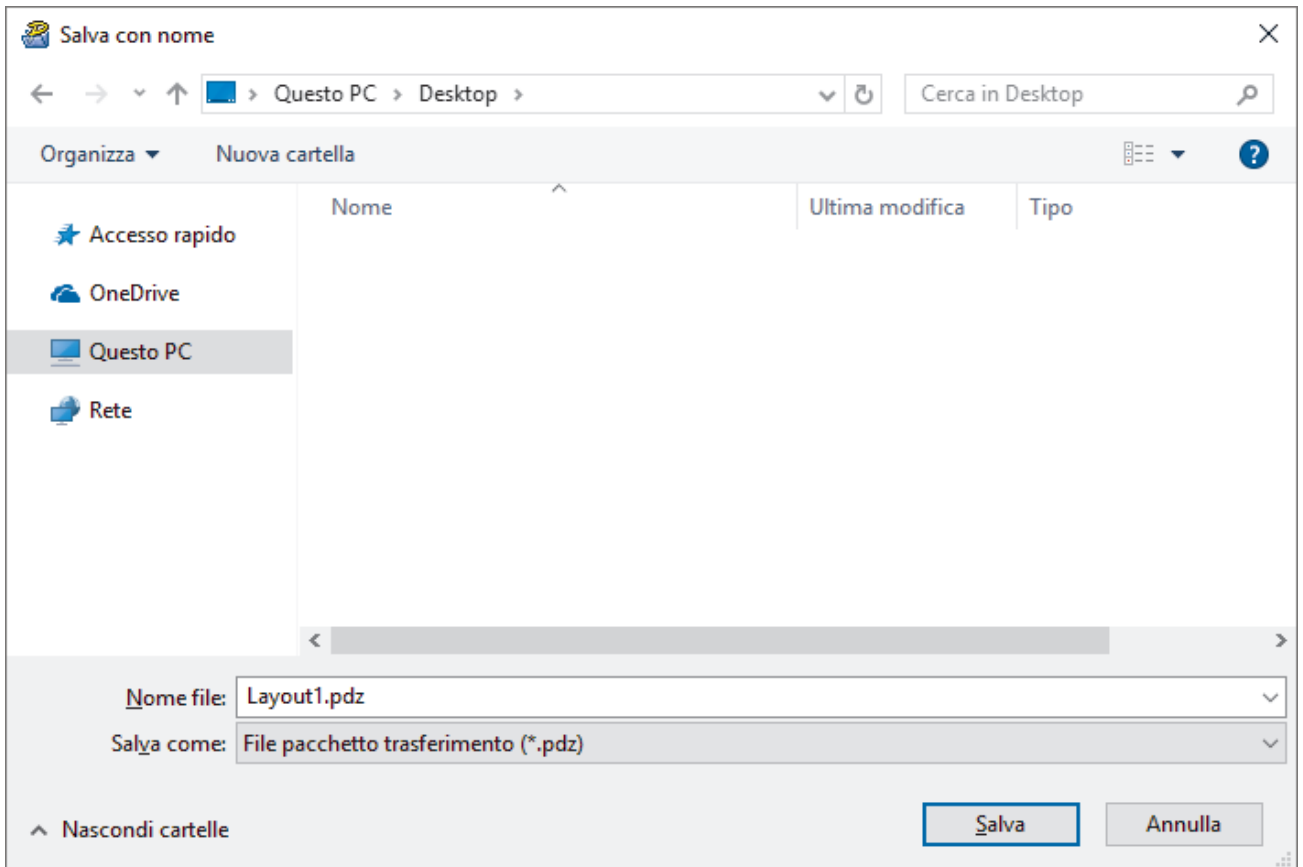 Salva con nome
Questo PC > Desktop >
Cerca in Desktop
Organizza
Nuova cartella
?
Nome
Ultima modifica
Tipo
Accesso rapido
OneDrive
Questo PC
Rete
Nome file: Layout1.pdz
Salva come: File pacchetto trasferimento (*.pdz)
Nascondi cartelle
Salva
Annulla